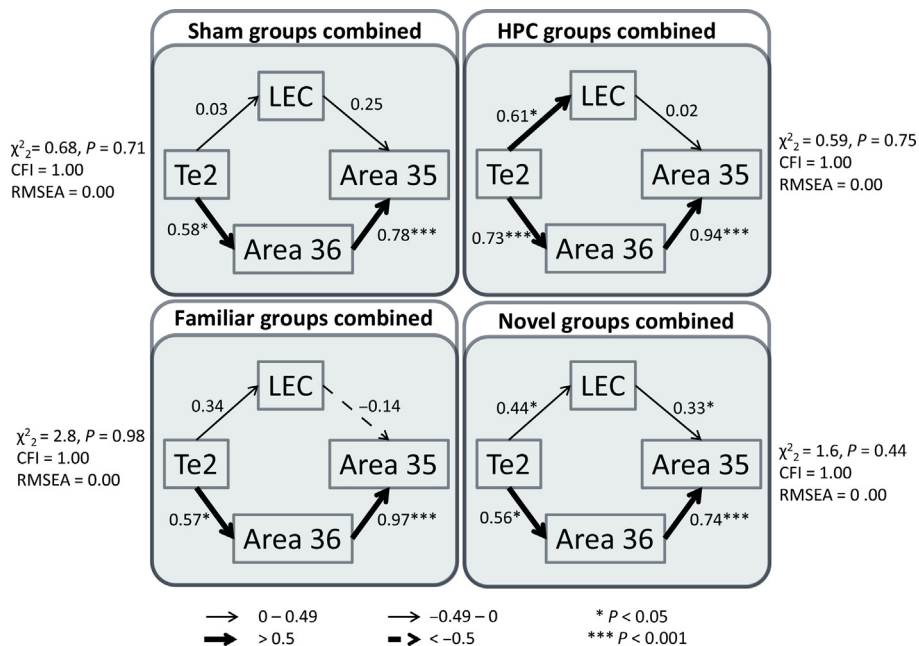 Sham groups combined
LEC
0.03
0.25
Te2
Area 35
0.58*
0.78***
Area 36
χ²₂= 0.68, P = 0.71
CFI = 1.00
RMSEA = 0.00
HPC groups combined
LEC
0.61*
0.02
Te2
Area 35
0.73***
0.94***
Area 36
χ²₂ = 0.59, P = 0.75
CFI = 1.00
RMSEA = 0.00
Familiar groups combined
LEC
0.34
–0.14
Te2
Area 35
0.57*
0.97***
Area 36
χ²₂ = 2.8, P = 0.98
CFI = 1.00
RMSEA = 0.00
Novel groups combined
LEC
0.44*
0.33*
Te2
Area 35
0.56*
0.74***
Area 36
χ²₂ = 1.6, P = 0.44
CFI = 1.00
RMSEA = 0 .00
0 – 0.49
–0.49 – 0
* P < 0.05
> 0.5
< –0.5
*** P < 0.001